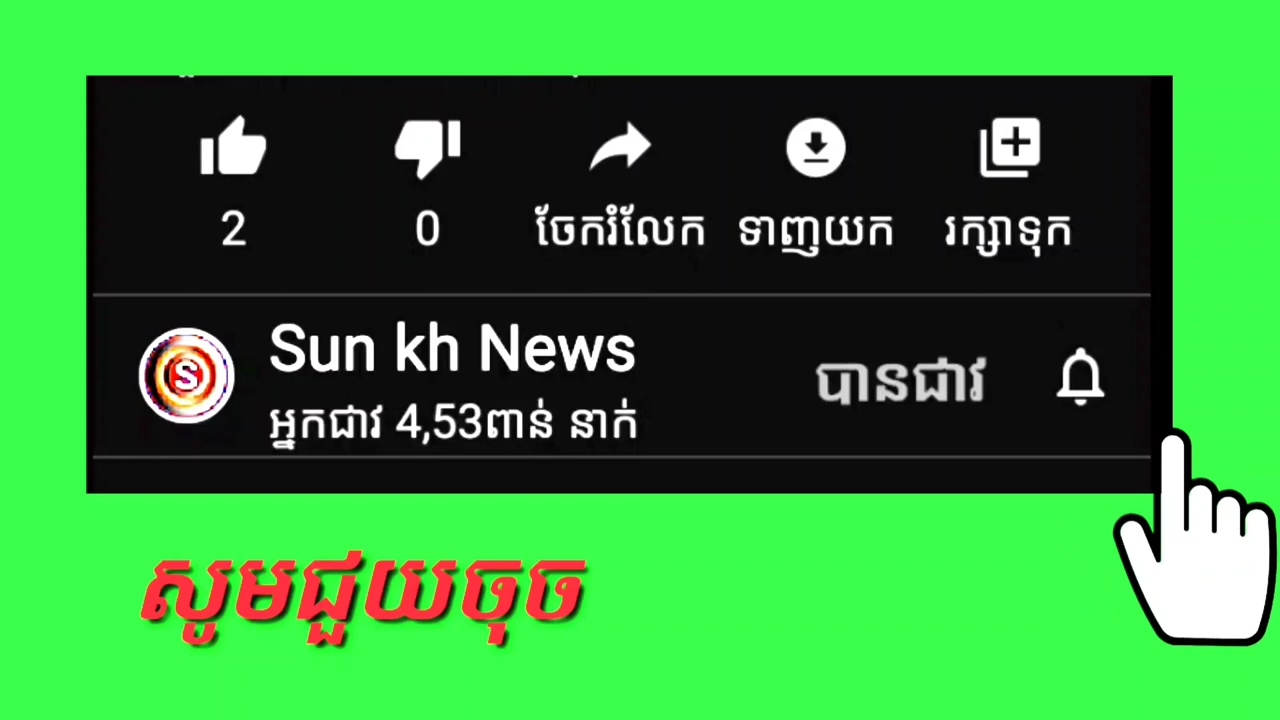 2 0 ចែករំលែក ទាញយក រក្សាទុក
S
Sun kh News
បានជាវ
អ្នកជាវ 4,53ពាន់ នាក់
សូមជួយចុច